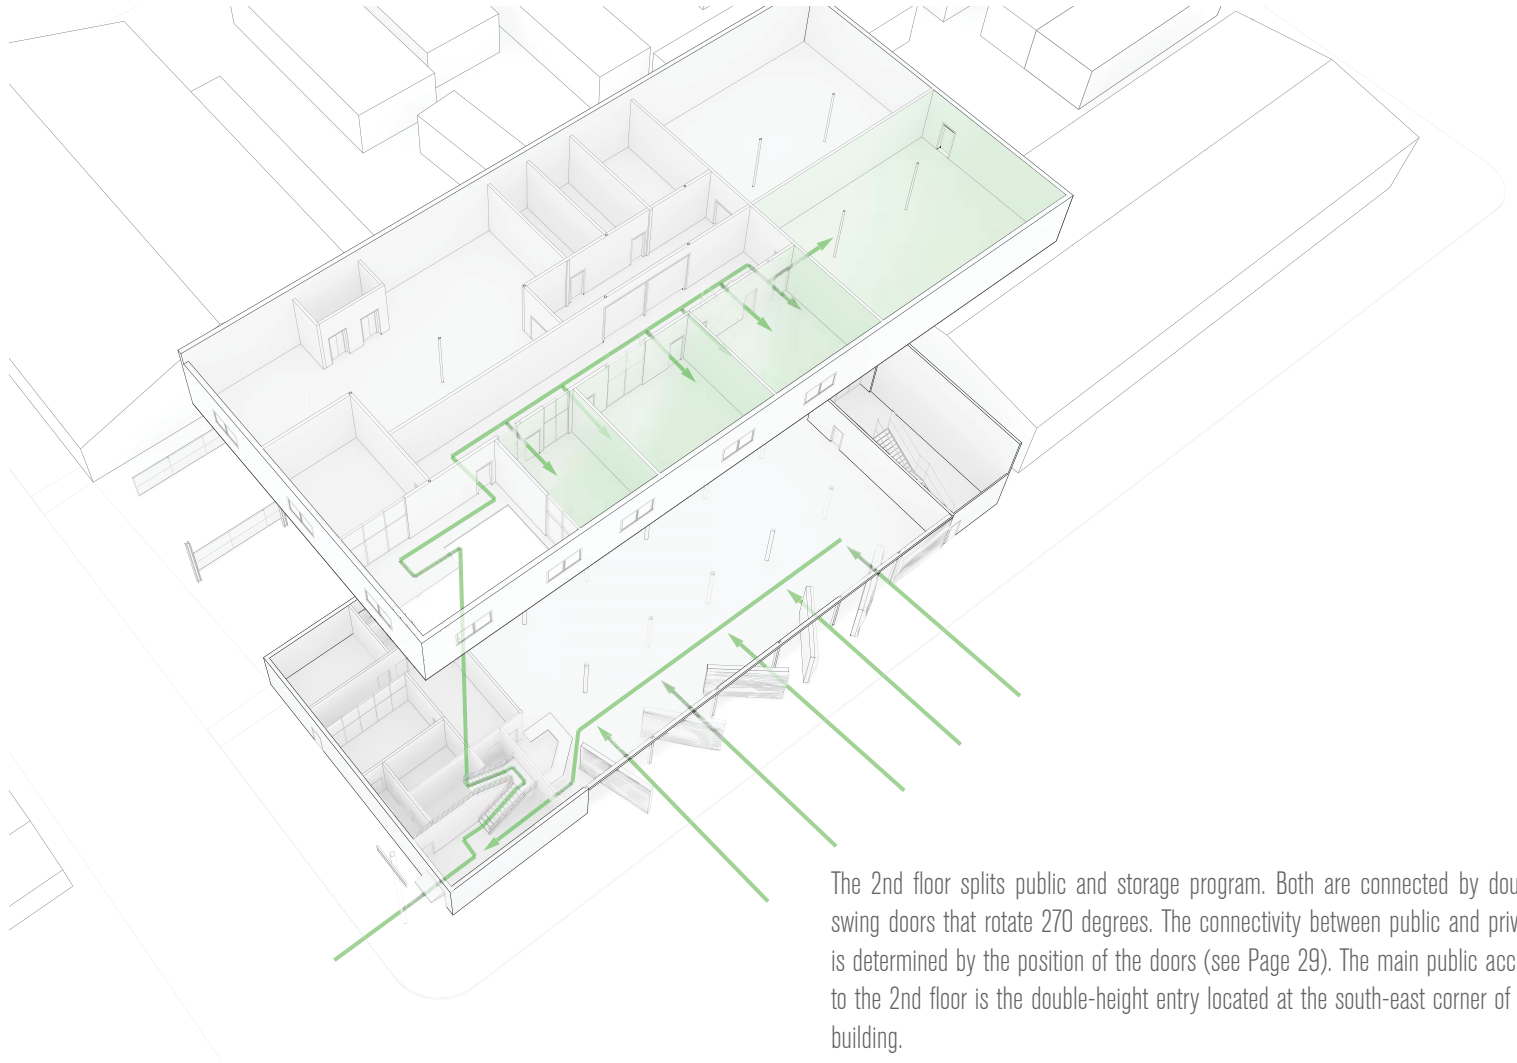 The 2nd floor splits public and storage program. Both are connected by dou
swing doors that rotate 270 degrees. The connectivity between public and priv
is determined by the position of the doors (see Page 29). The main public acc
to the 2nd floor is the double-height entry located at the south-east corner of
building.